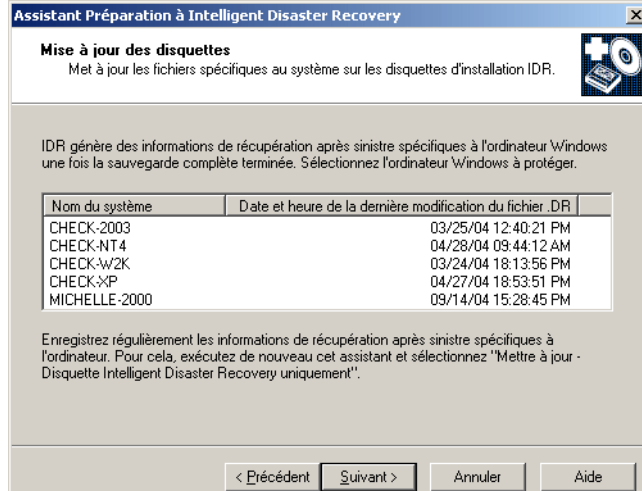 Assistant Préparation à Intelligent Disaster Recovery
Mise à jour des disquettes
Met à jour les fichiers spécifiques au système sur les disquettes d'installation IDR.
IDR génère des informations de récupération après sinistre spécifiques à l'ordinateur Windows
une fois la sauvegarde complète terminée. Sélectionnez l'ordinateur Windows à protéger.
Nom du système Date et heure de la dernière modification du fichier .DR
CHECK-2003 03/25/04 12:40:21 PM
CHECK-NT4 04/28/04 09:44:12 AM
CHECK-W2K 03/24/04 18:13:56 PM
CHECK-XP 04/27/04 18:53:51 PM
MICHELLE-2000 09/14/04 15:28:45 PM
Enregistrez régulièrement les informations de récupération après sinistre spécifiques à
l'ordinateur. Pour cela, exécutez de nouveau cet assistant et sélectionnez "Mettre à jour -
Disquette Intelligent Disaster Recovery uniquement".
< Précédent Suivant > Annuler Aide